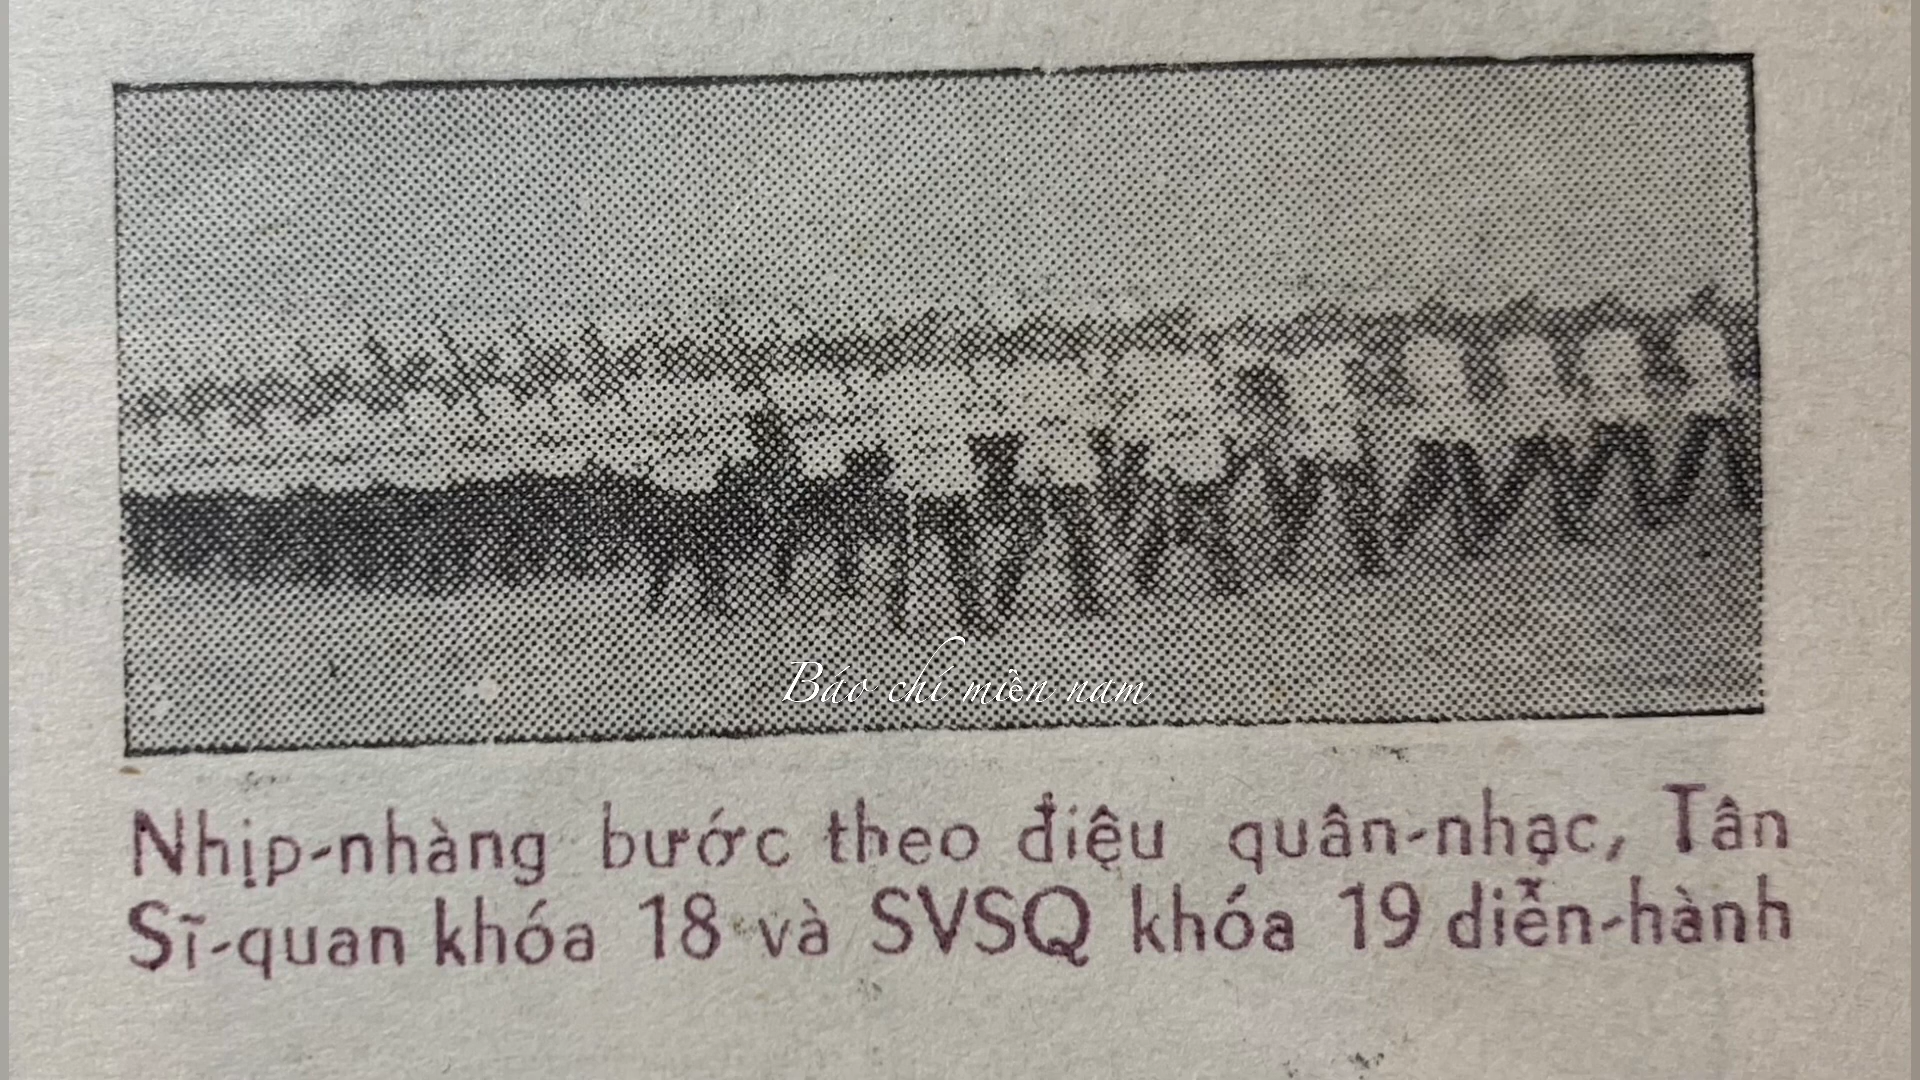 Báo chí miền nam
Nhịp-nhàng bước theo điệu quân-nhạc, Tân
Sĩ-quan khóa 18 và SVSQ khóa 19 diễn-hành